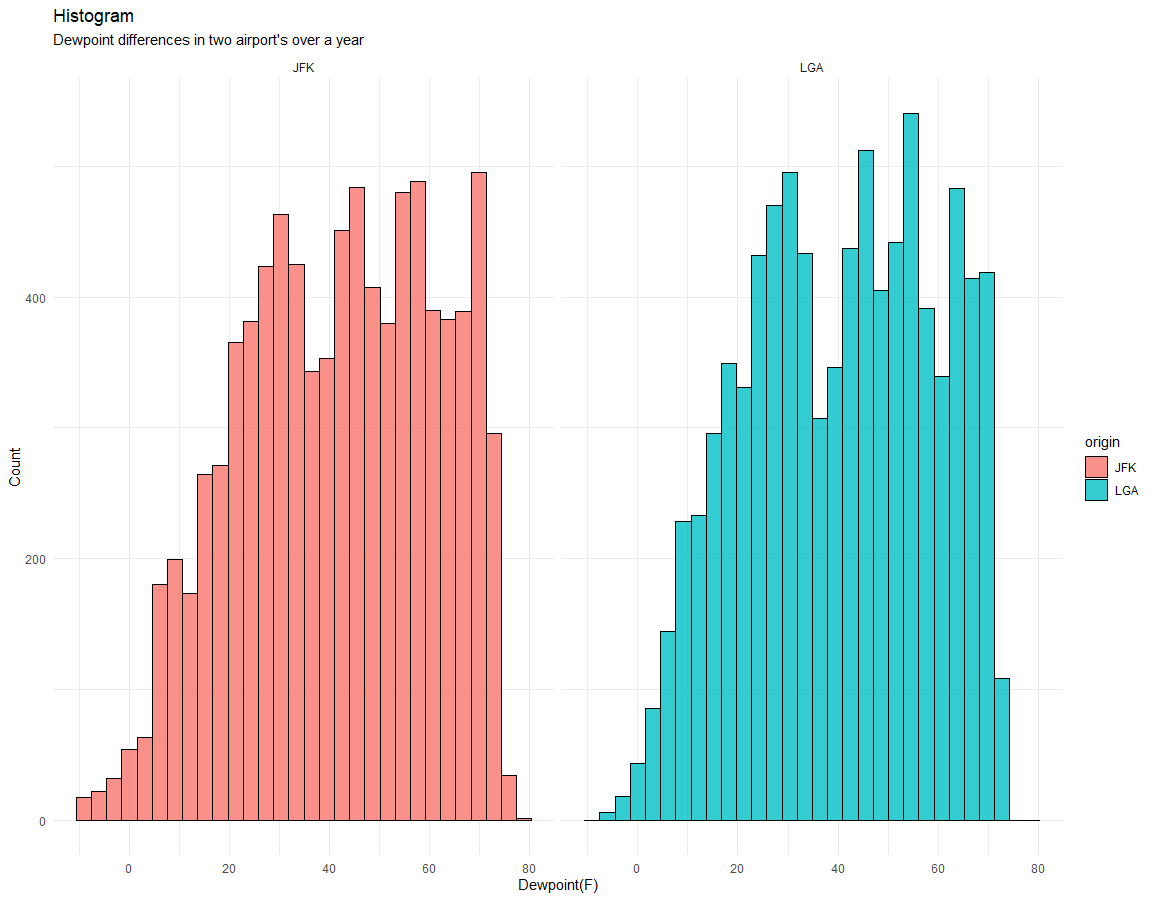 Histogram
Dewpoint differences in two airport's over a year
JFK
LGA
Count
400
200
0
0
20
40
60
80
0
20
40
60
80
Dewpoint(F)
origin
JFK
LGA